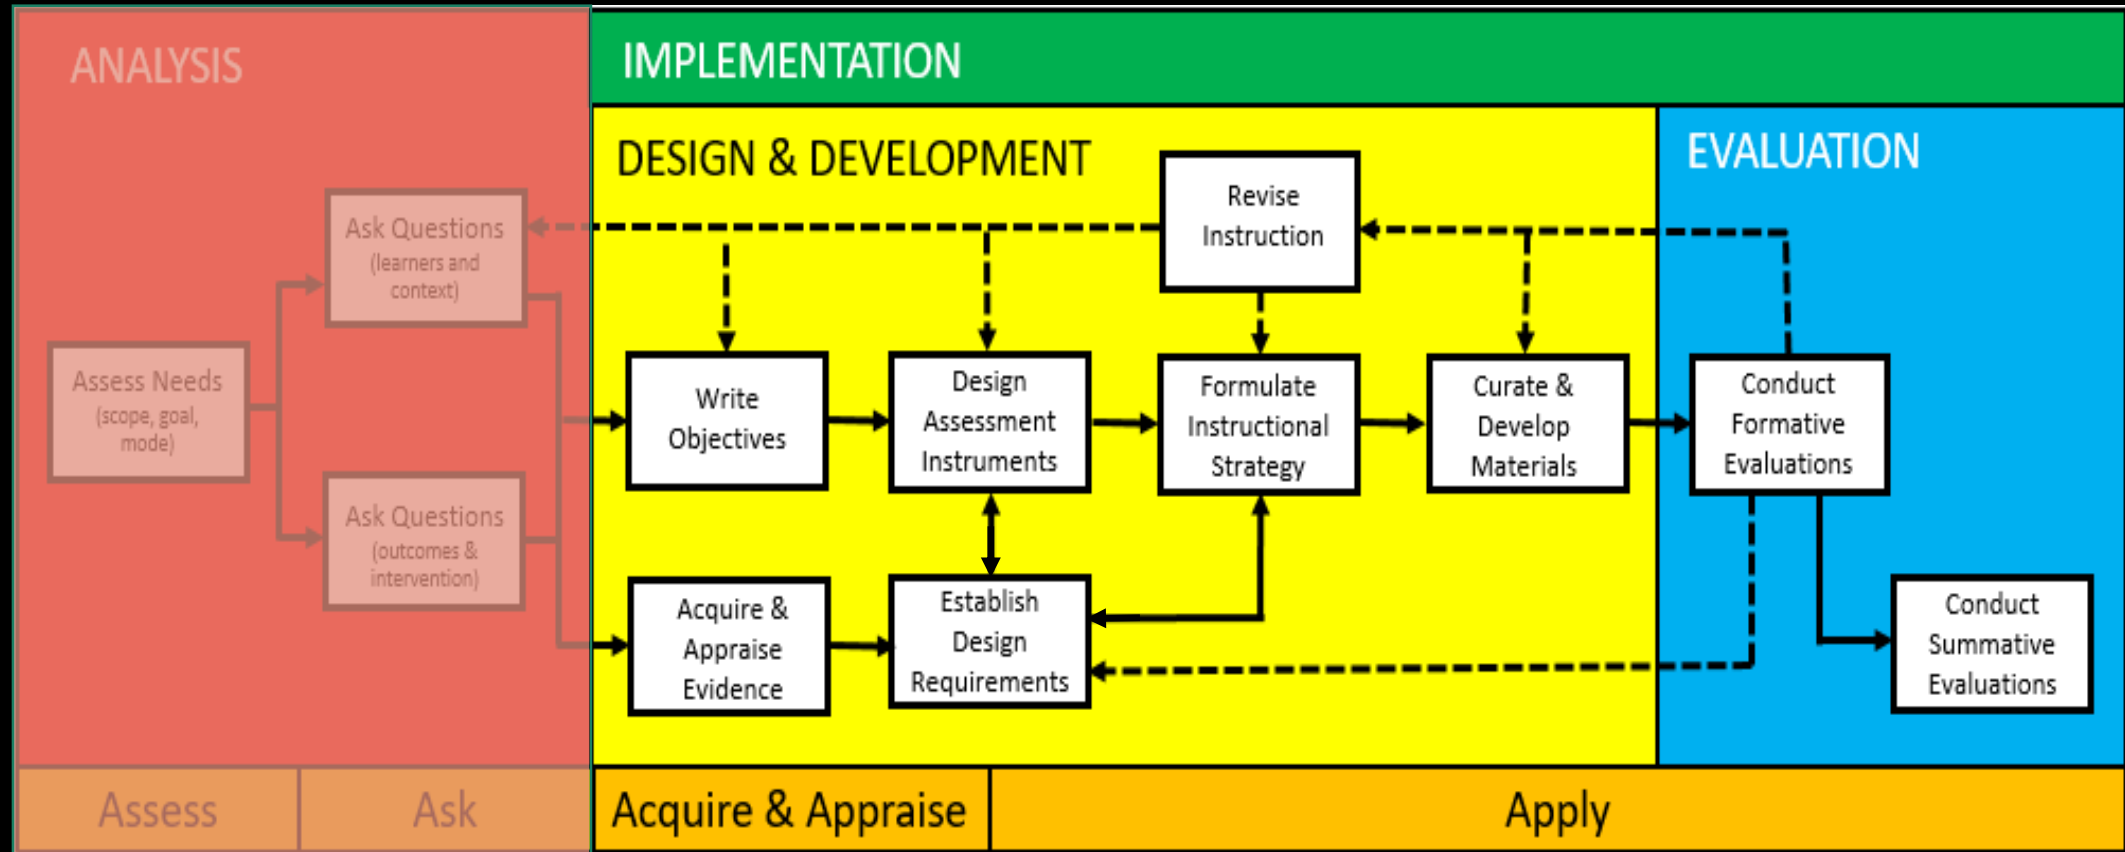 ANALYSIS
IMPLEMENTATION
DESIGN & DEVELOPMENT
EVALUATION
Revise
Instruction
Ask Questions
(learners and
context)
Assess Needs
(scope, goal,
mode)
Ask Questions
(outcomes &
intervention)
Write
Objectives
Design
Assessment
Instruments
Formulate
Instructional
Strategy
Curate &
Develop
Materials
Conduct
Formative
Evaluations
Acquire &
Appraise
Evidence
Establish
Design
Requirements
Conduct
Summative
Evaluations
Assess
Ask
Acquire & Appraise
Apply